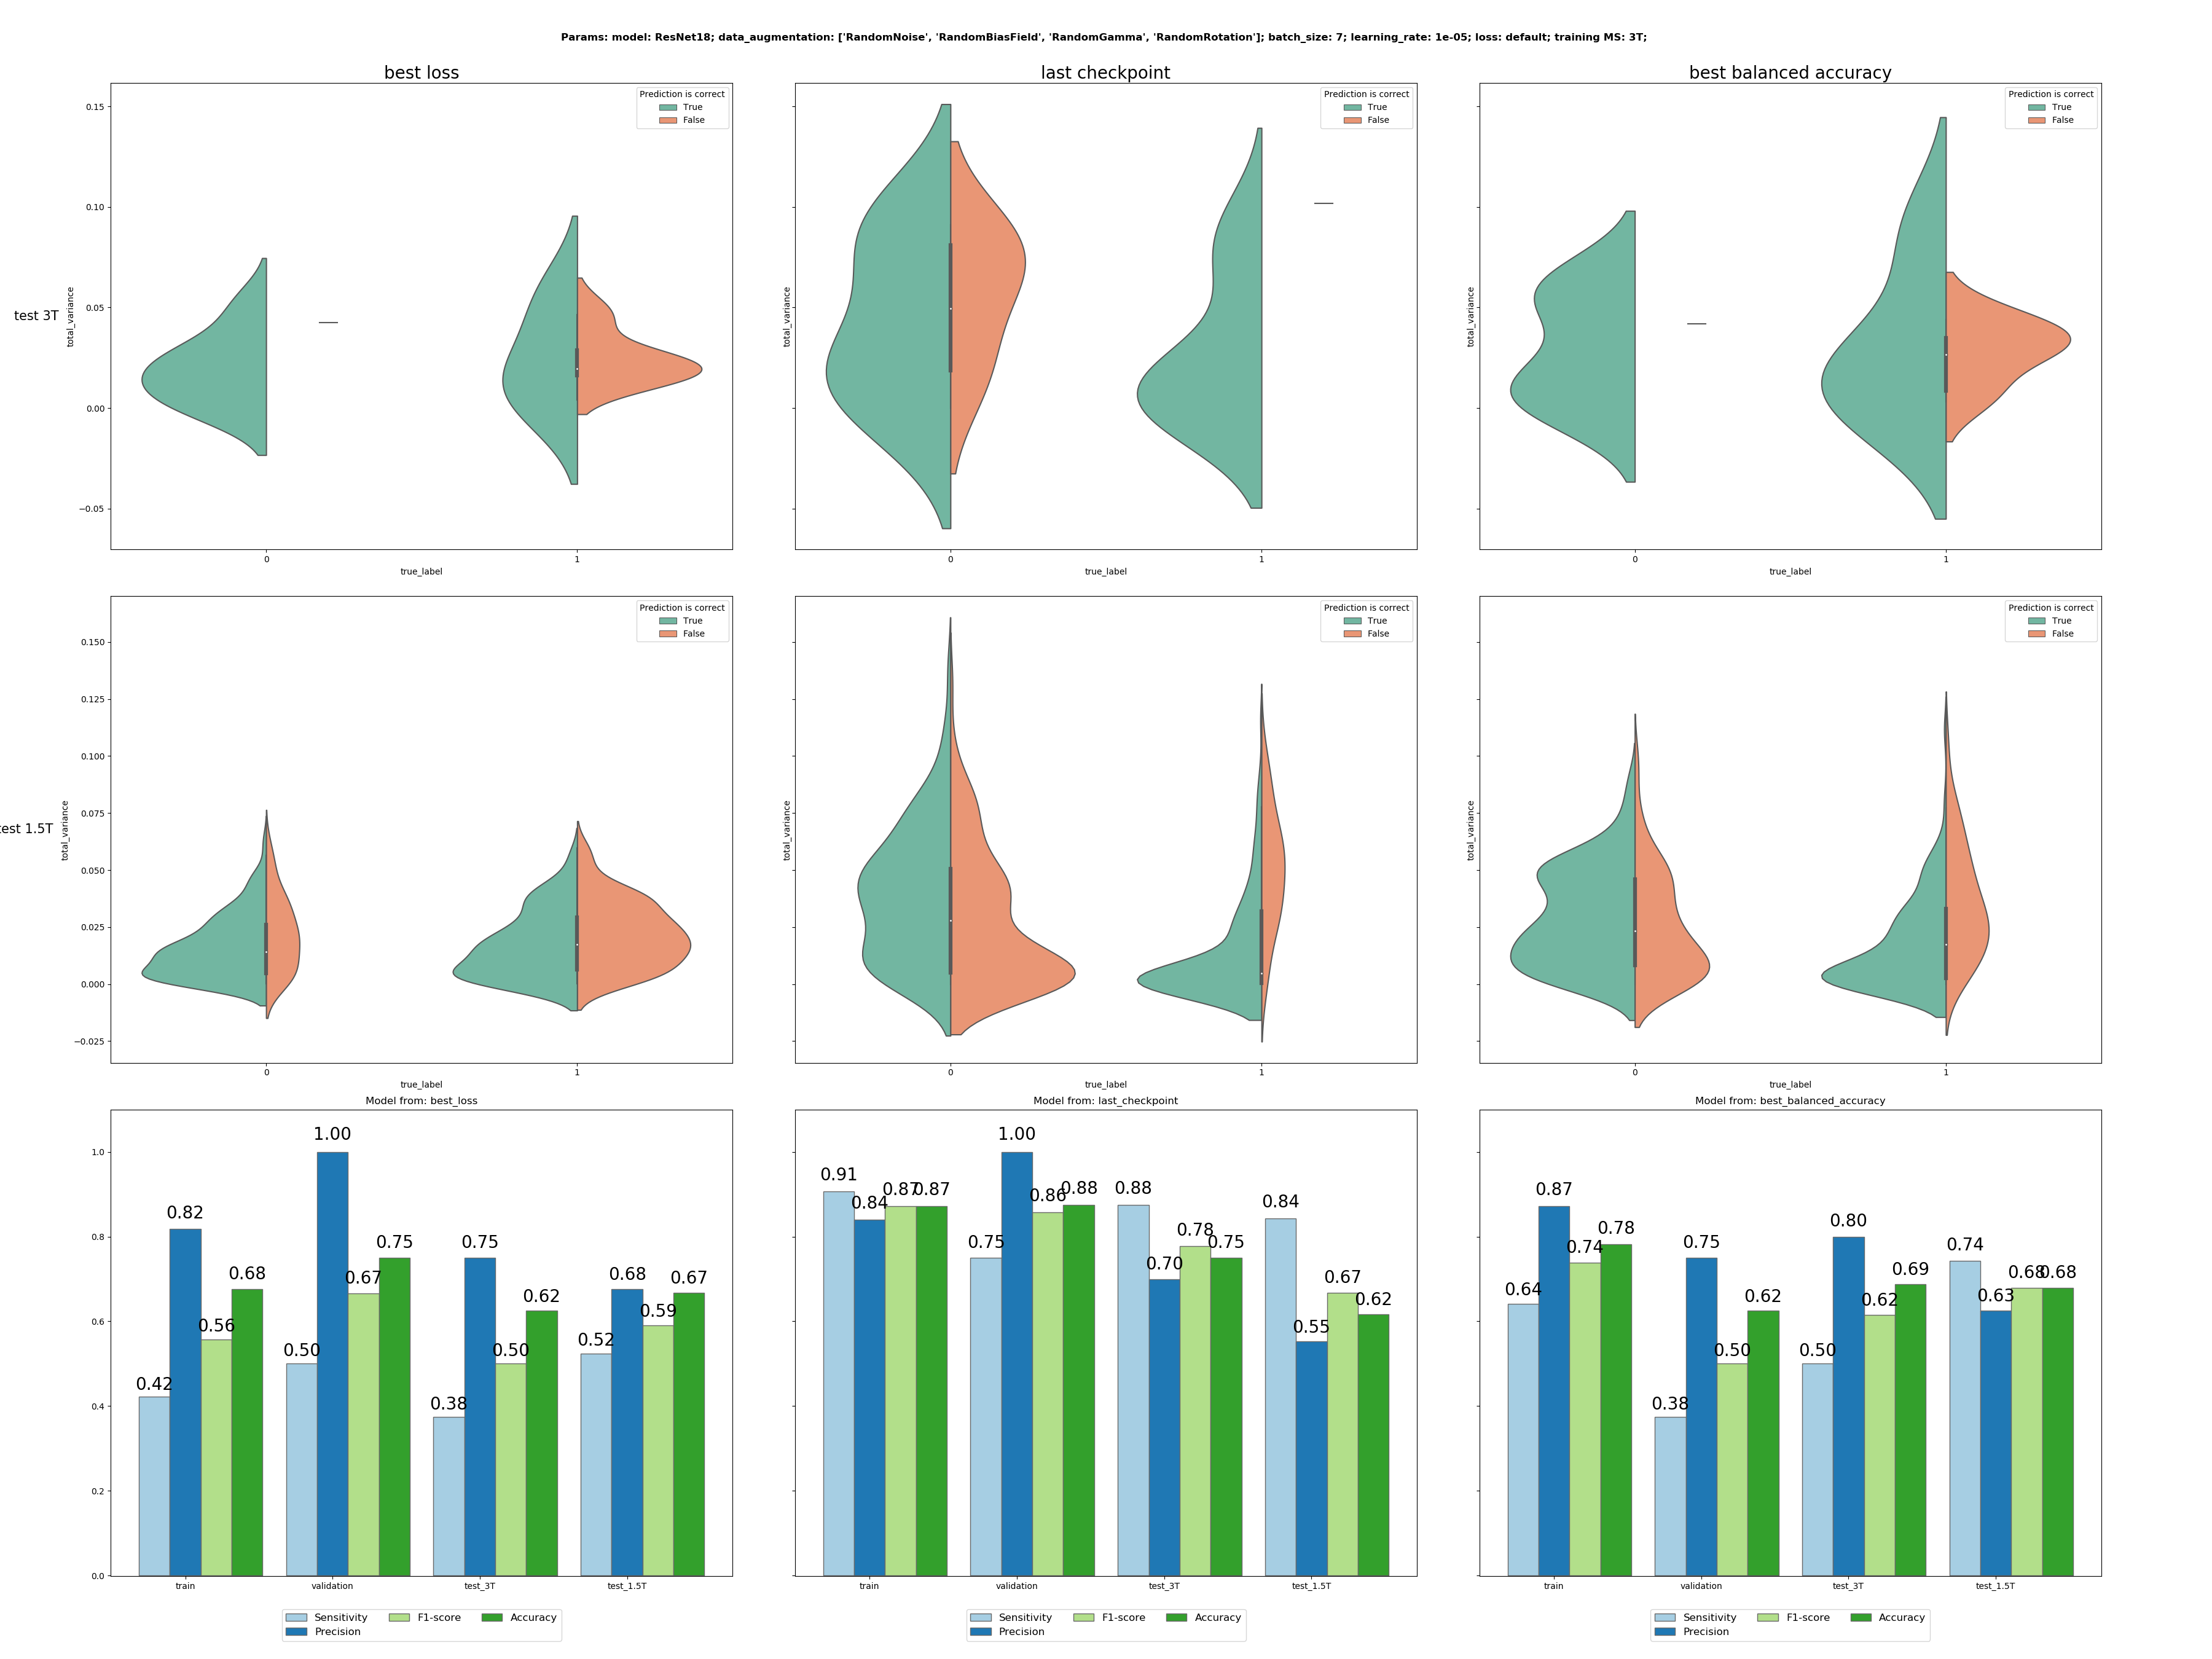 Params: model: ResNet18; data_augmentation: ['RandomNoise', 'RandomBiasField', 'RandomGamma', 'RandomRotation']; batch_size: 7; learning_rate: 1e-05; loss: default; training MS: 3T;
best loss
last checkpoint
best balanced accuracy
test 3T
total_variance
0.15
0.10
0.05
0.00
−0.05
Prediction is correct
True
False
0
1
true_label
total_variance
Prediction is correct
True
False
0
1
true_label
total_variance
Prediction is correct
True
False
0
1
true_label
test 1.5T
total_variance
0.150
0.125
0.100
0.075
0.050
0.025
0.000
−0.025
Prediction is correct
True
False
0
1
true_label
total_variance
Prediction is correct
True
False
0
1
true_label
total_variance
Prediction is correct
True
False
0
1
true_label
Model from: best_loss
1.0
0.8
0.6
0.4
0.2
0.0
0.42
0.82
0.56
0.68
0.50
1.00
0.67
0.75
0.38
0.75
0.50
0.62
0.52
0.68
0.59
0.67
train
validation
test_3T
test_1.5T
Sensitivity
Precision
F1-score
Accuracy
Model from: last_checkpoint
0.91
0.84
0.87
0.87
0.75
1.00
0.86
0.88
0.88
0.70
0.78
0.75
0.84
0.55
0.67
0.62
train
validation
test_3T
test_1.5T
Sensitivity
Precision
F1-score
Accuracy
Model from: best_balanced_accuracy
0.64
0.87
0.74
0.78
0.38
0.75
0.50
0.62
0.50
0.80
0.62
0.69
0.74
0.63
0.68
0.68
train
validation
test_3T
test_1.5T
Sensitivity
Precision
F1-score
Accuracy